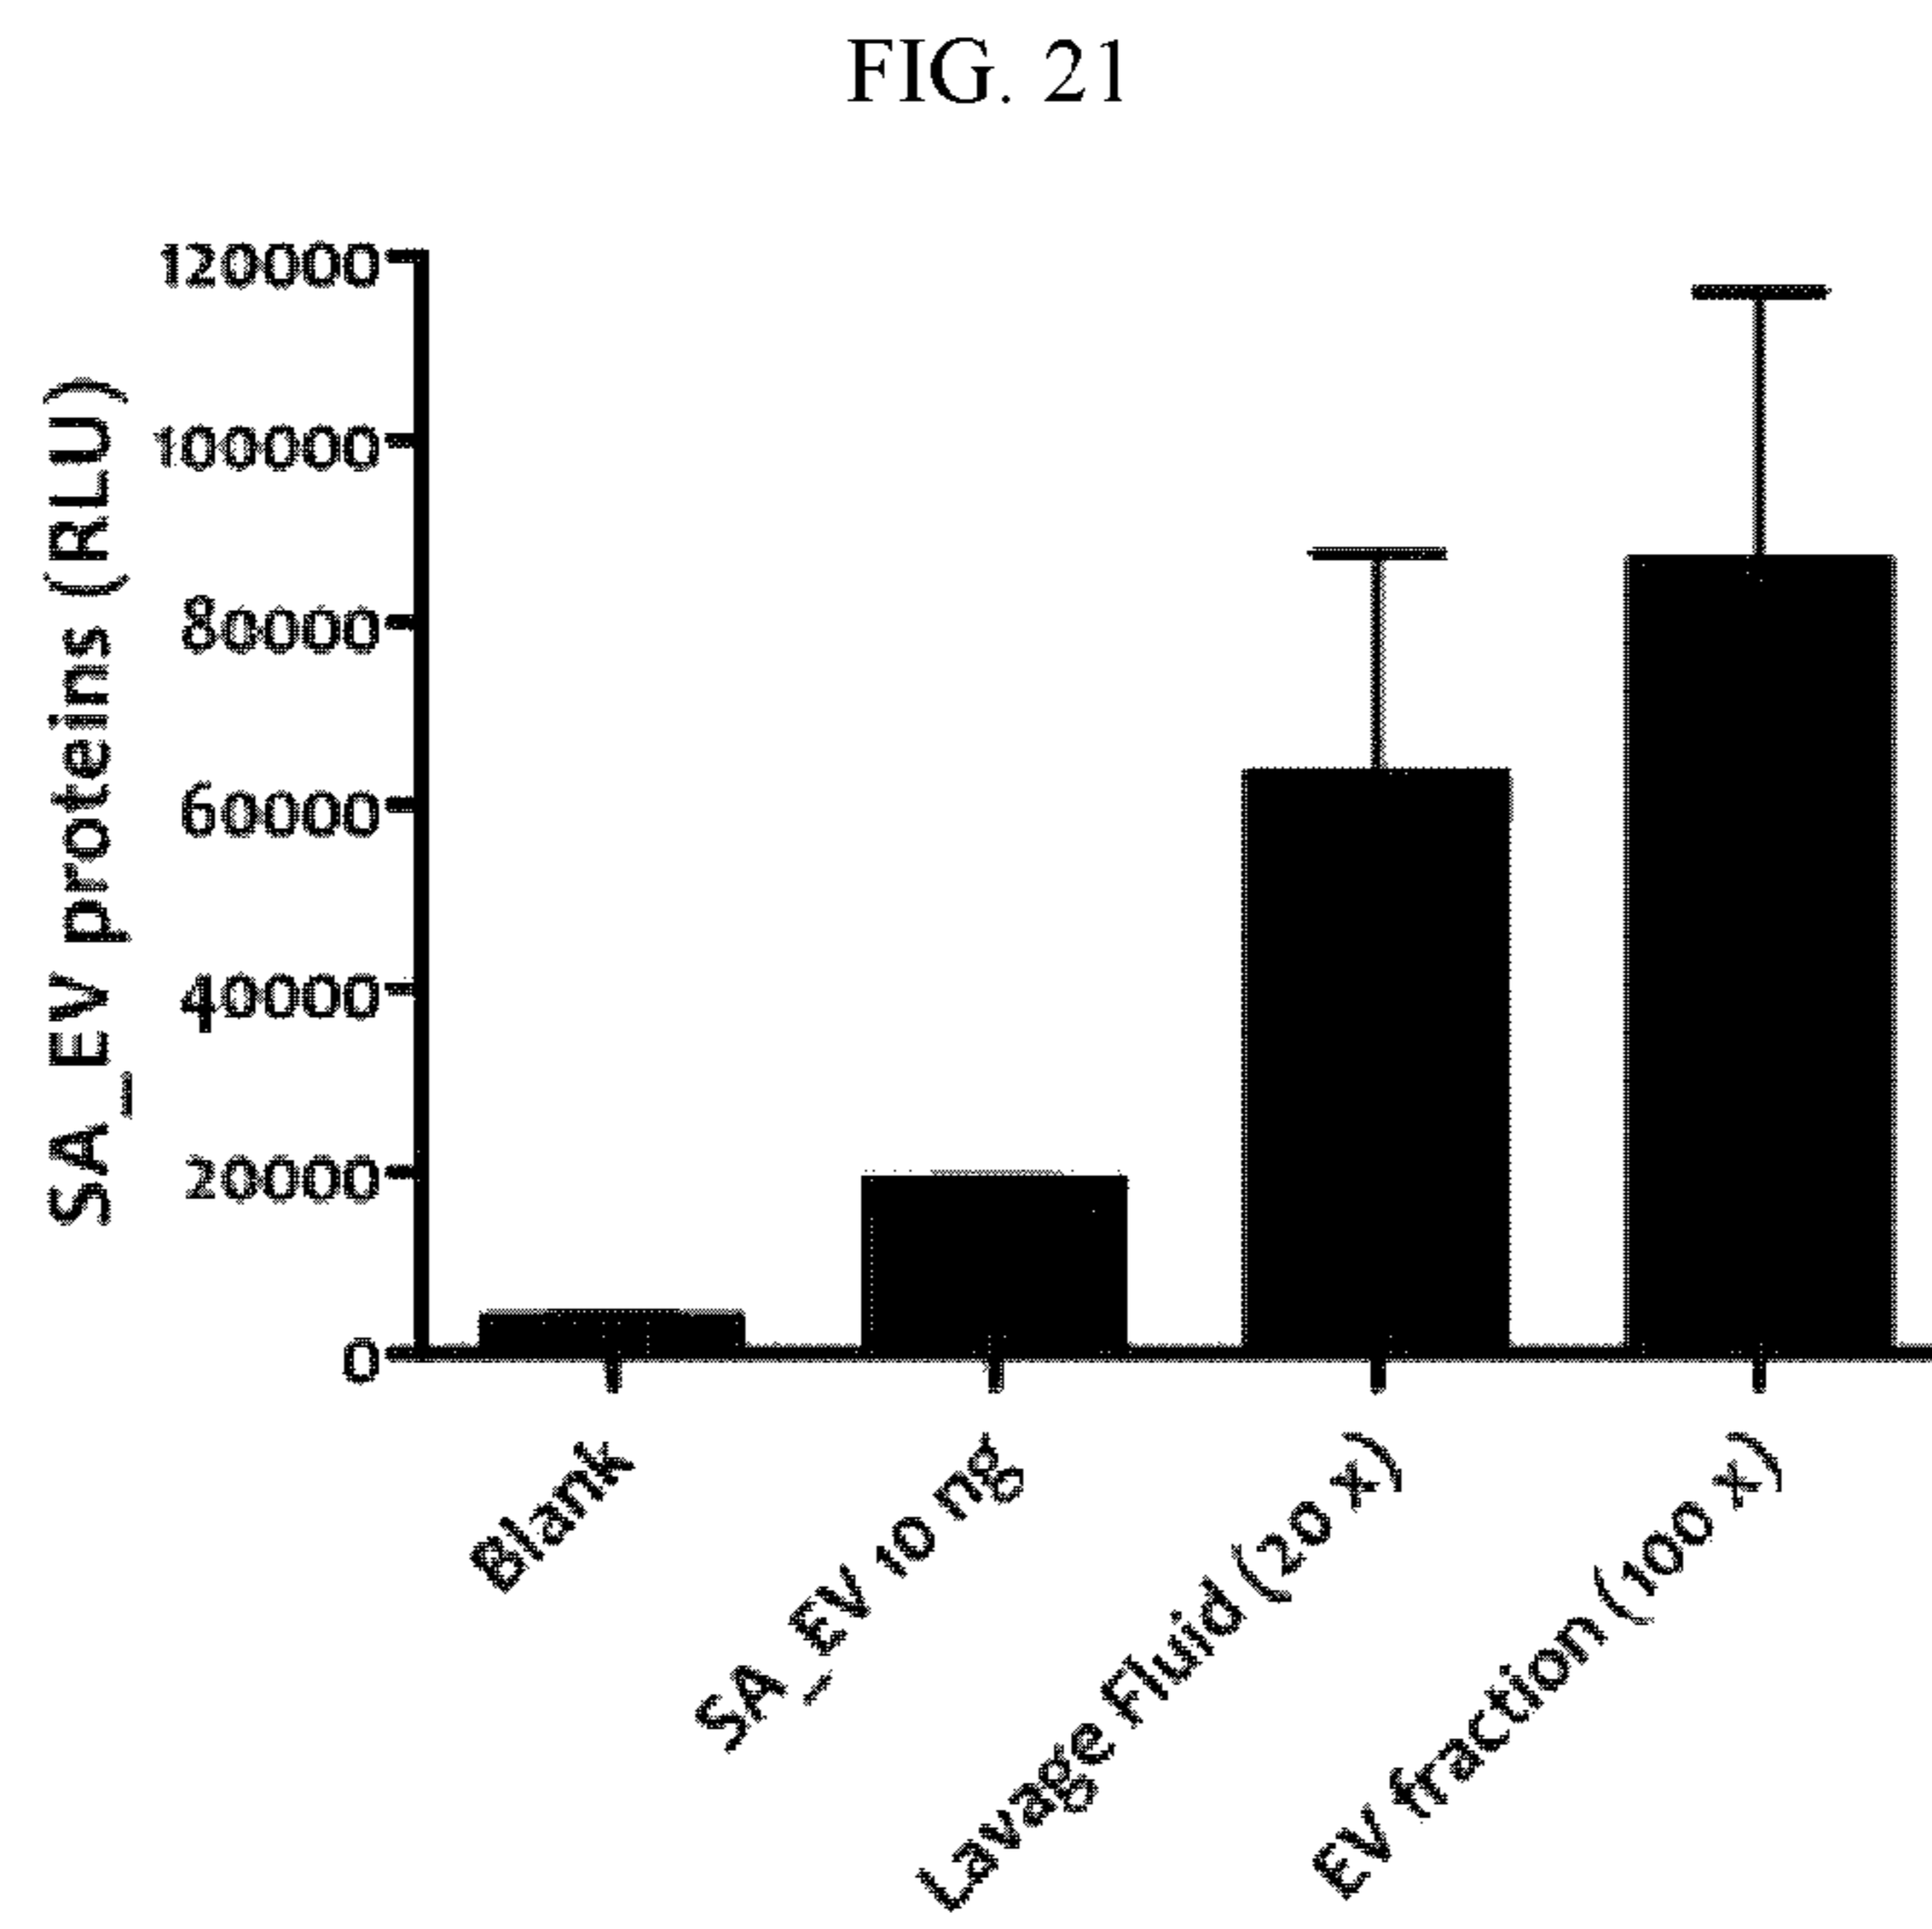 FIG. 21
SA_EV proteins (RLU)
120000
100000
80000
60000
40000
20000
0
Blank
SA_EV 10 ng
Lavage Fluid (20 x)
EV fraction (100 x)